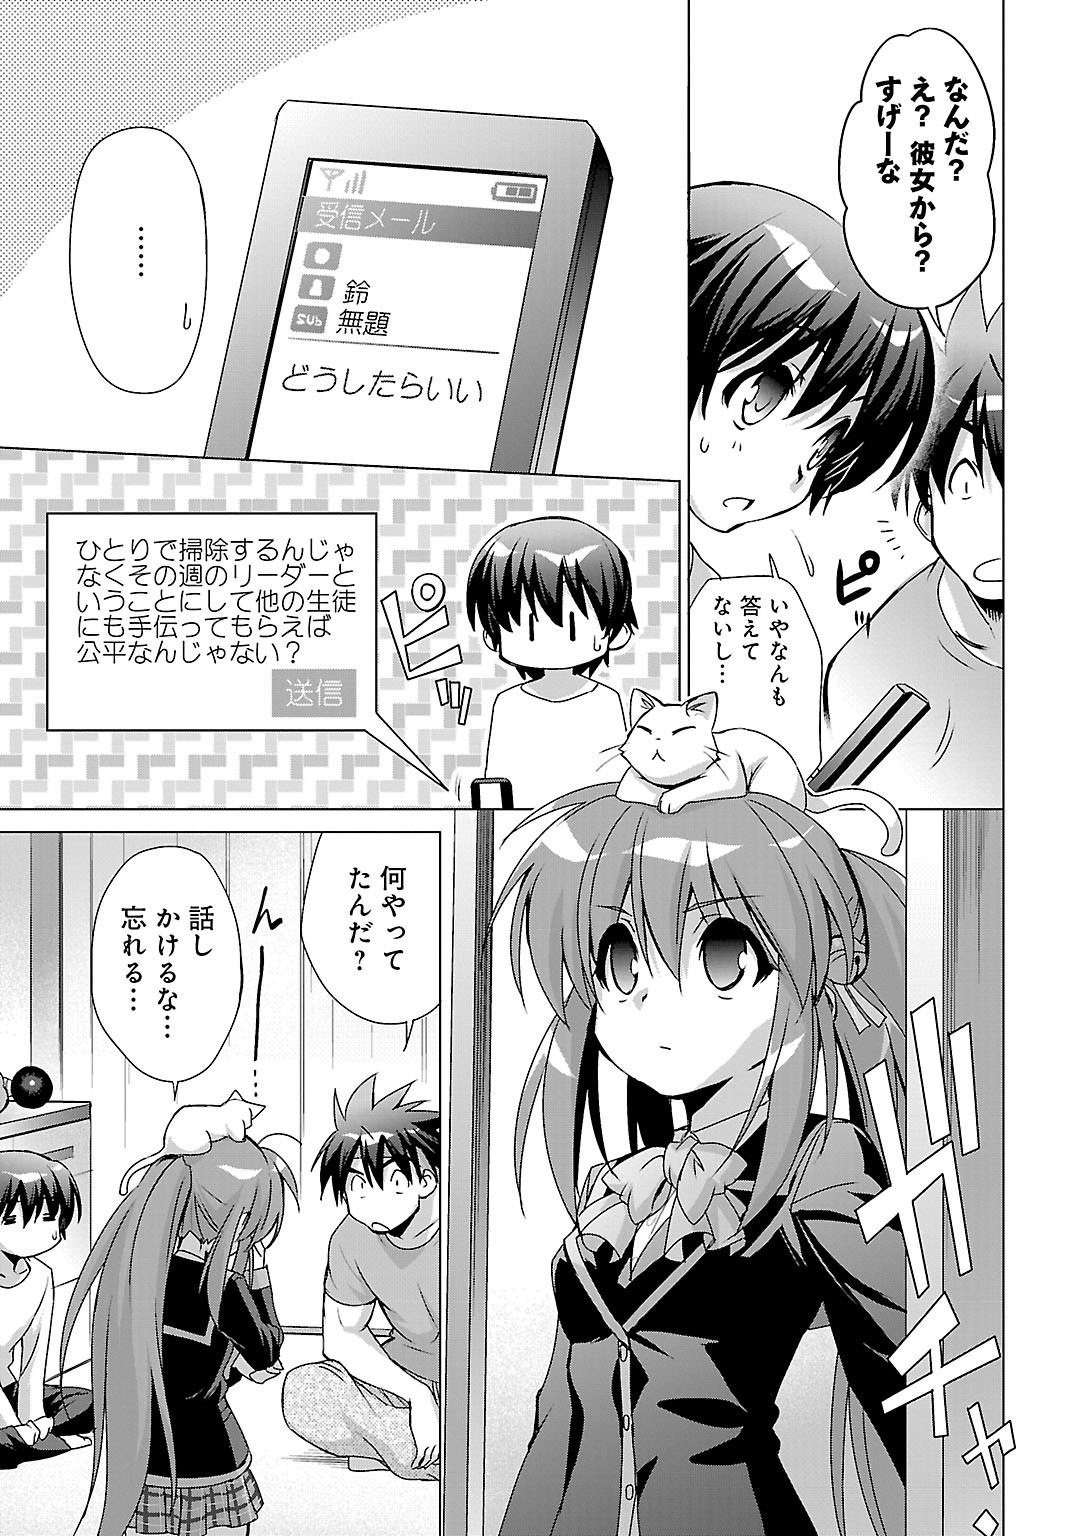 なんだ?
え? 彼女から?
すげーな
いやなんも
答えて
ないし…
ピ
受信メール
鈴
sub
無題
どうしたらいい
……
ひとりで掃除するんじゃ
なくその週のリーダーと
いうことにして他の生徒
にも手伝ってもらえば
公平なんじゃない?
送信
ピロピーン
ガチャッ…
何やって
たんだ?
んー…
話し
かけるな…
忘れる…